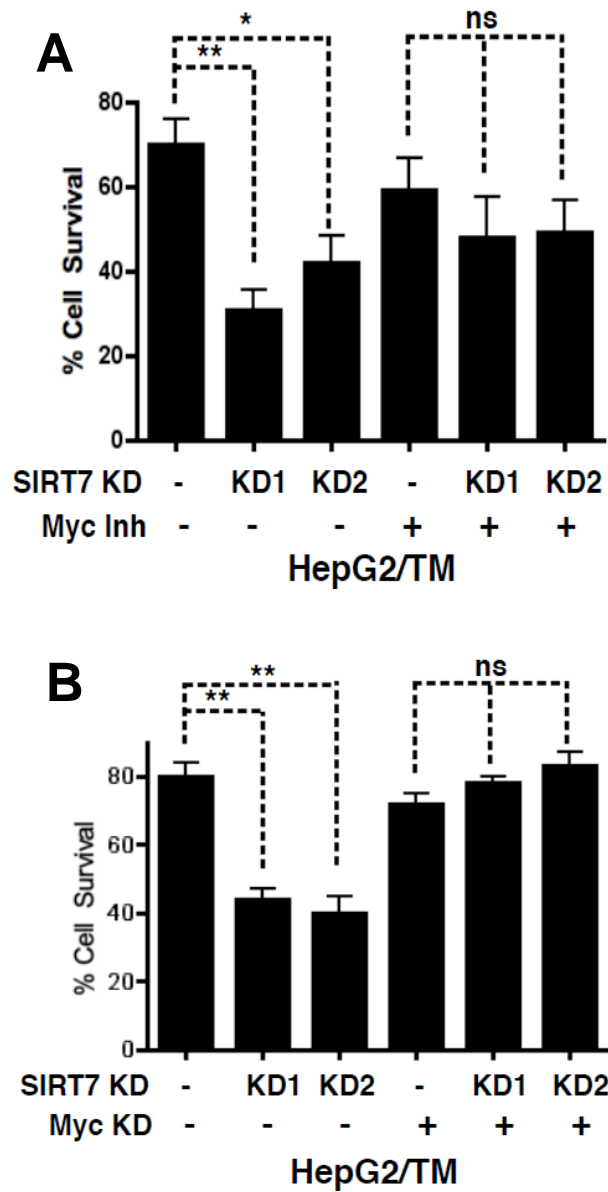 A
*
**
ns
% Cell Survival
80
60
40
20
0
SIRT7 KD - KD1 KD2 - KD1 KD2
Myc Inh - - - + + +
HepG2/TM
B
**
**
ns
% Cell Survival
80
60
40
20
0
SIRT7 KD - KD1 KD2 - KD1 KD2
Myc KD - - - + + +
HepG2/TM